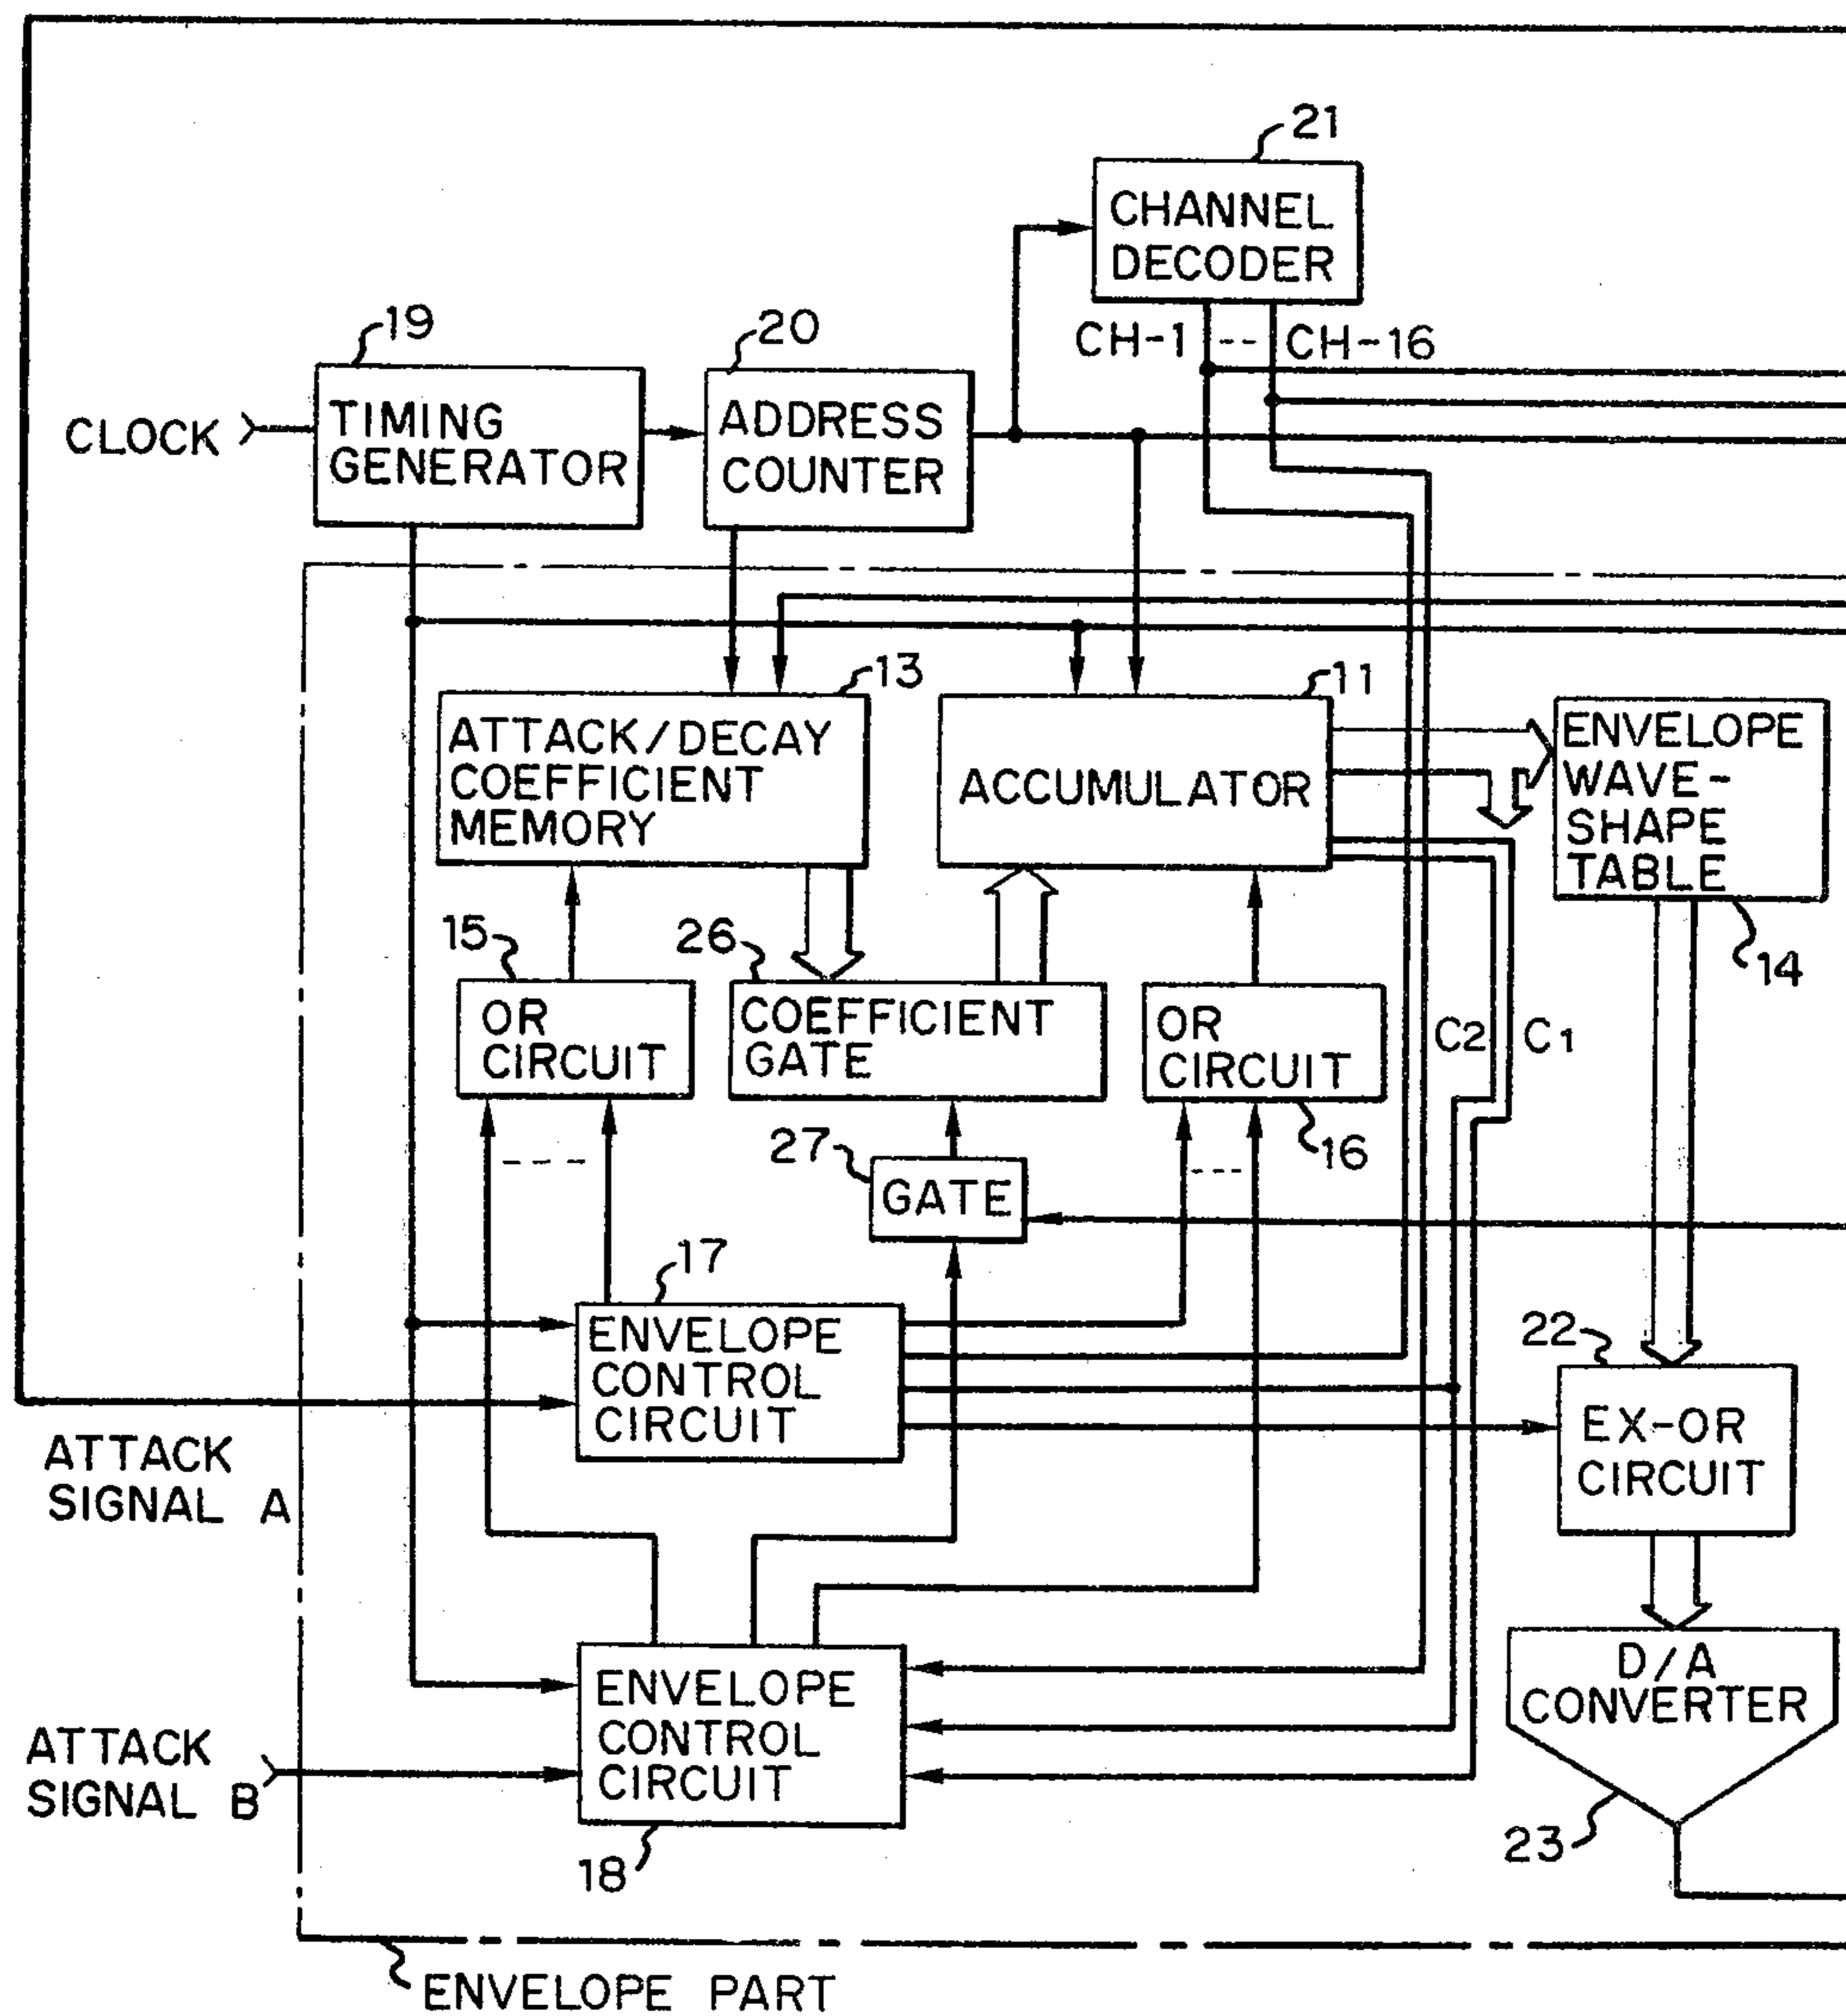 21
CHANNEL
DECODER
CH-1 -- CH-16
19
20
CLOCK
TIMING
GENERATOR
ADDRESS
COUNTER
13
11
ATTACK/DECAY
COEFFICIENT
MEMORY
ACCUMULATOR
ENVELOPE
WAVE-
SHAPE
TABLE
14
15
26
OR
CIRCUIT
COEFFICIENT
GATE
OR
CIRCUIT
C2
C1
27
16
GATE
17
ENVELOPE
CONTROL
CIRCUIT
22
EX-OR
CIRCUIT
ATTACK
SIGNAL A
ENVELOPE
CONTROL
CIRCUIT
D/A
CONVERTER
ATTACK
SIGNAL B
18
23
ENVELOPE PART